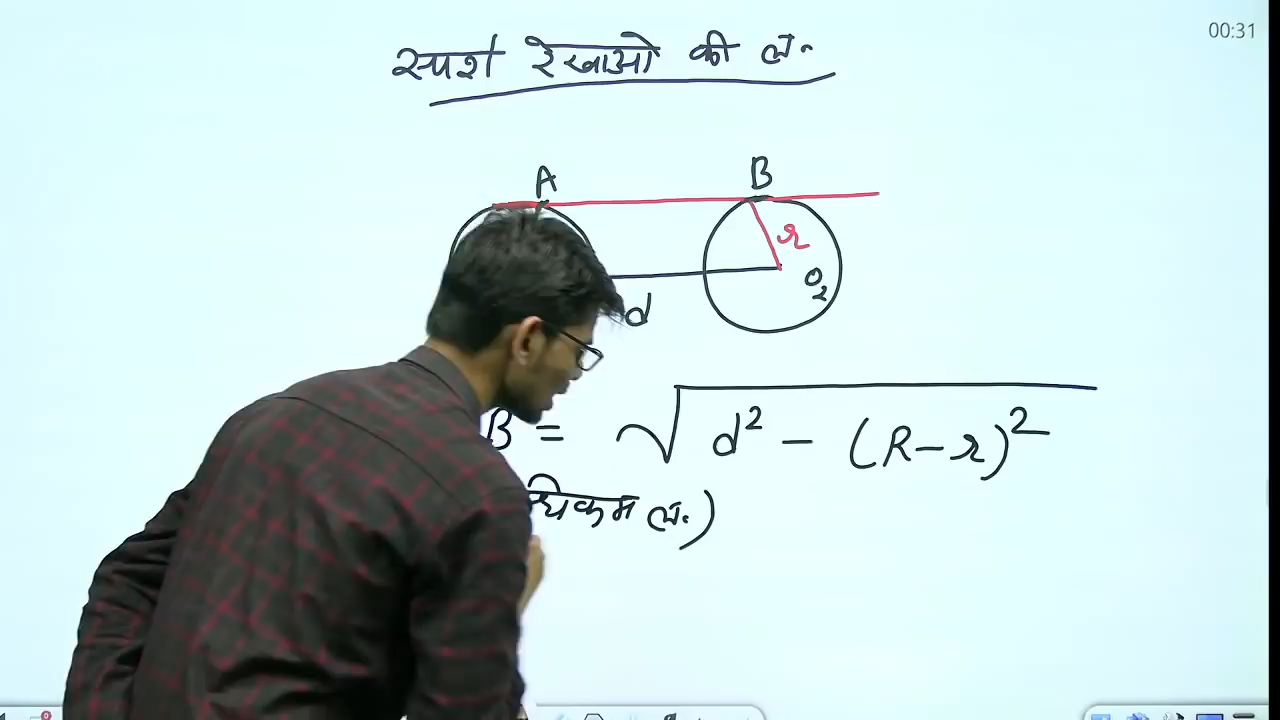 00:31
स्पर्श रेखाओ की लं.
A B
r
O2
d
B = √d² - (R-r)²
धिकम लं.)